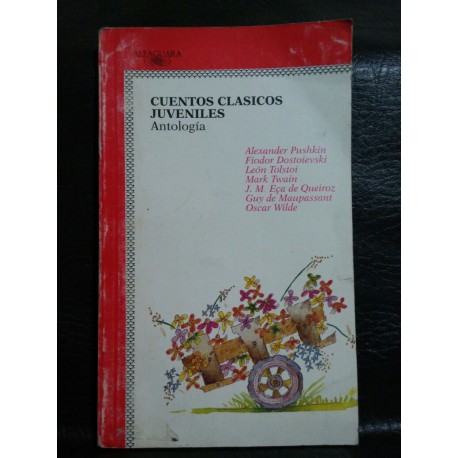 ALFAGUARA
CUENTOS CLASICOS
JUVENILES
Antología
Alexander Pushkin
Fiodor Dostoievski
León Tolstoi
Mark Twain
J. M. Eça de Queiroz
Guy de Maupassant
Oscar Wilde